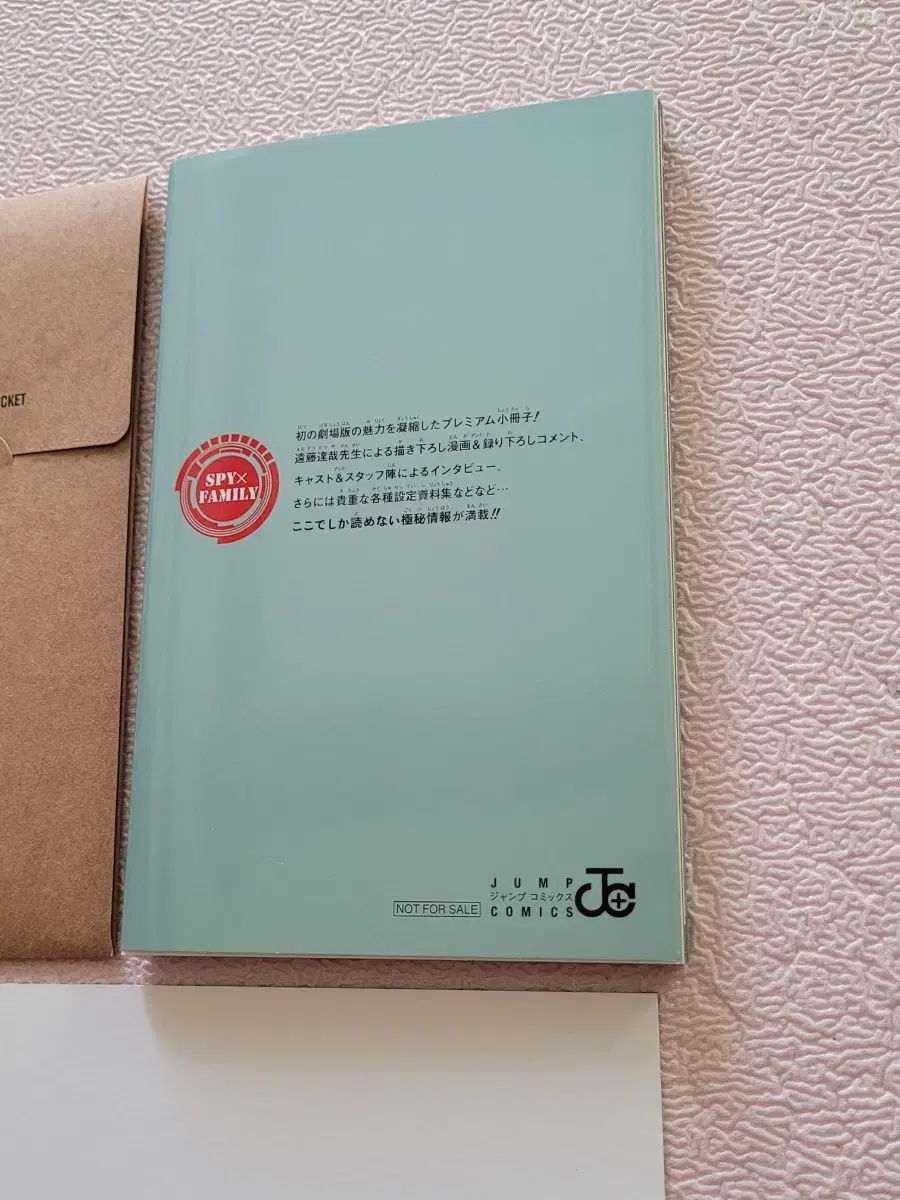 CKET
初の劇場版の魅力を凝縮したプレミアム小冊子!
遠藤達哉先生による描き下ろし漫画&録り下ろしコメント、
キャスト&スタッフ陣によるインタビュー、
さらには貴重な各種設定資料集などなど…
ここでしか読めない極秘情報が満載!!
SPY×
FAMILY
NOT FOR SALE
JUMP
ジャンプ コミックス
COMICS
JC+